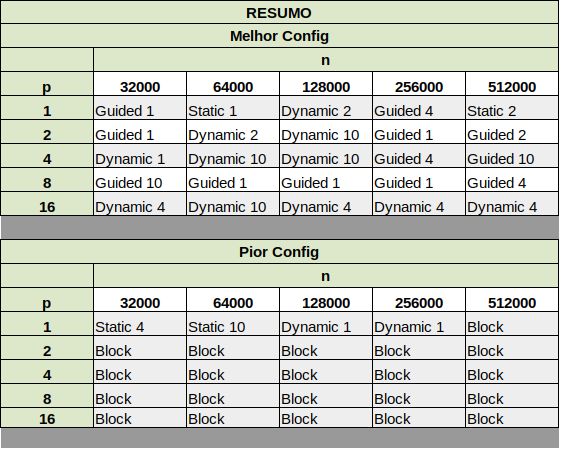 RESUMO
Melhor Config
n
p 32000 64000 128000 256000 512000
1 Guided 1 Static 1 Dynamic 2 Guided 4 Static 2
2 Guided 1 Dynamic 2 Dynamic 10 Guided 1 Guided 2
4 Dynamic 1 Dynamic 10 Dynamic 10 Guided 4 Guided 10
8 Guided 10 Guided 1 Guided 1 Guided 1 Guided 4
16 Dynamic 4 Dynamic 10 Dynamic 4 Dynamic 4 Dynamic 4
Pior Config
n
p 32000 64000 128000 256000 512000
1 Static 4 Static 10 Dynamic 1 Dynamic 1 Block
2 Block Block Block Block Block
4 Block Block Block Block Block
8 Block Block Block Block Block
16 Block Block Block Block Block